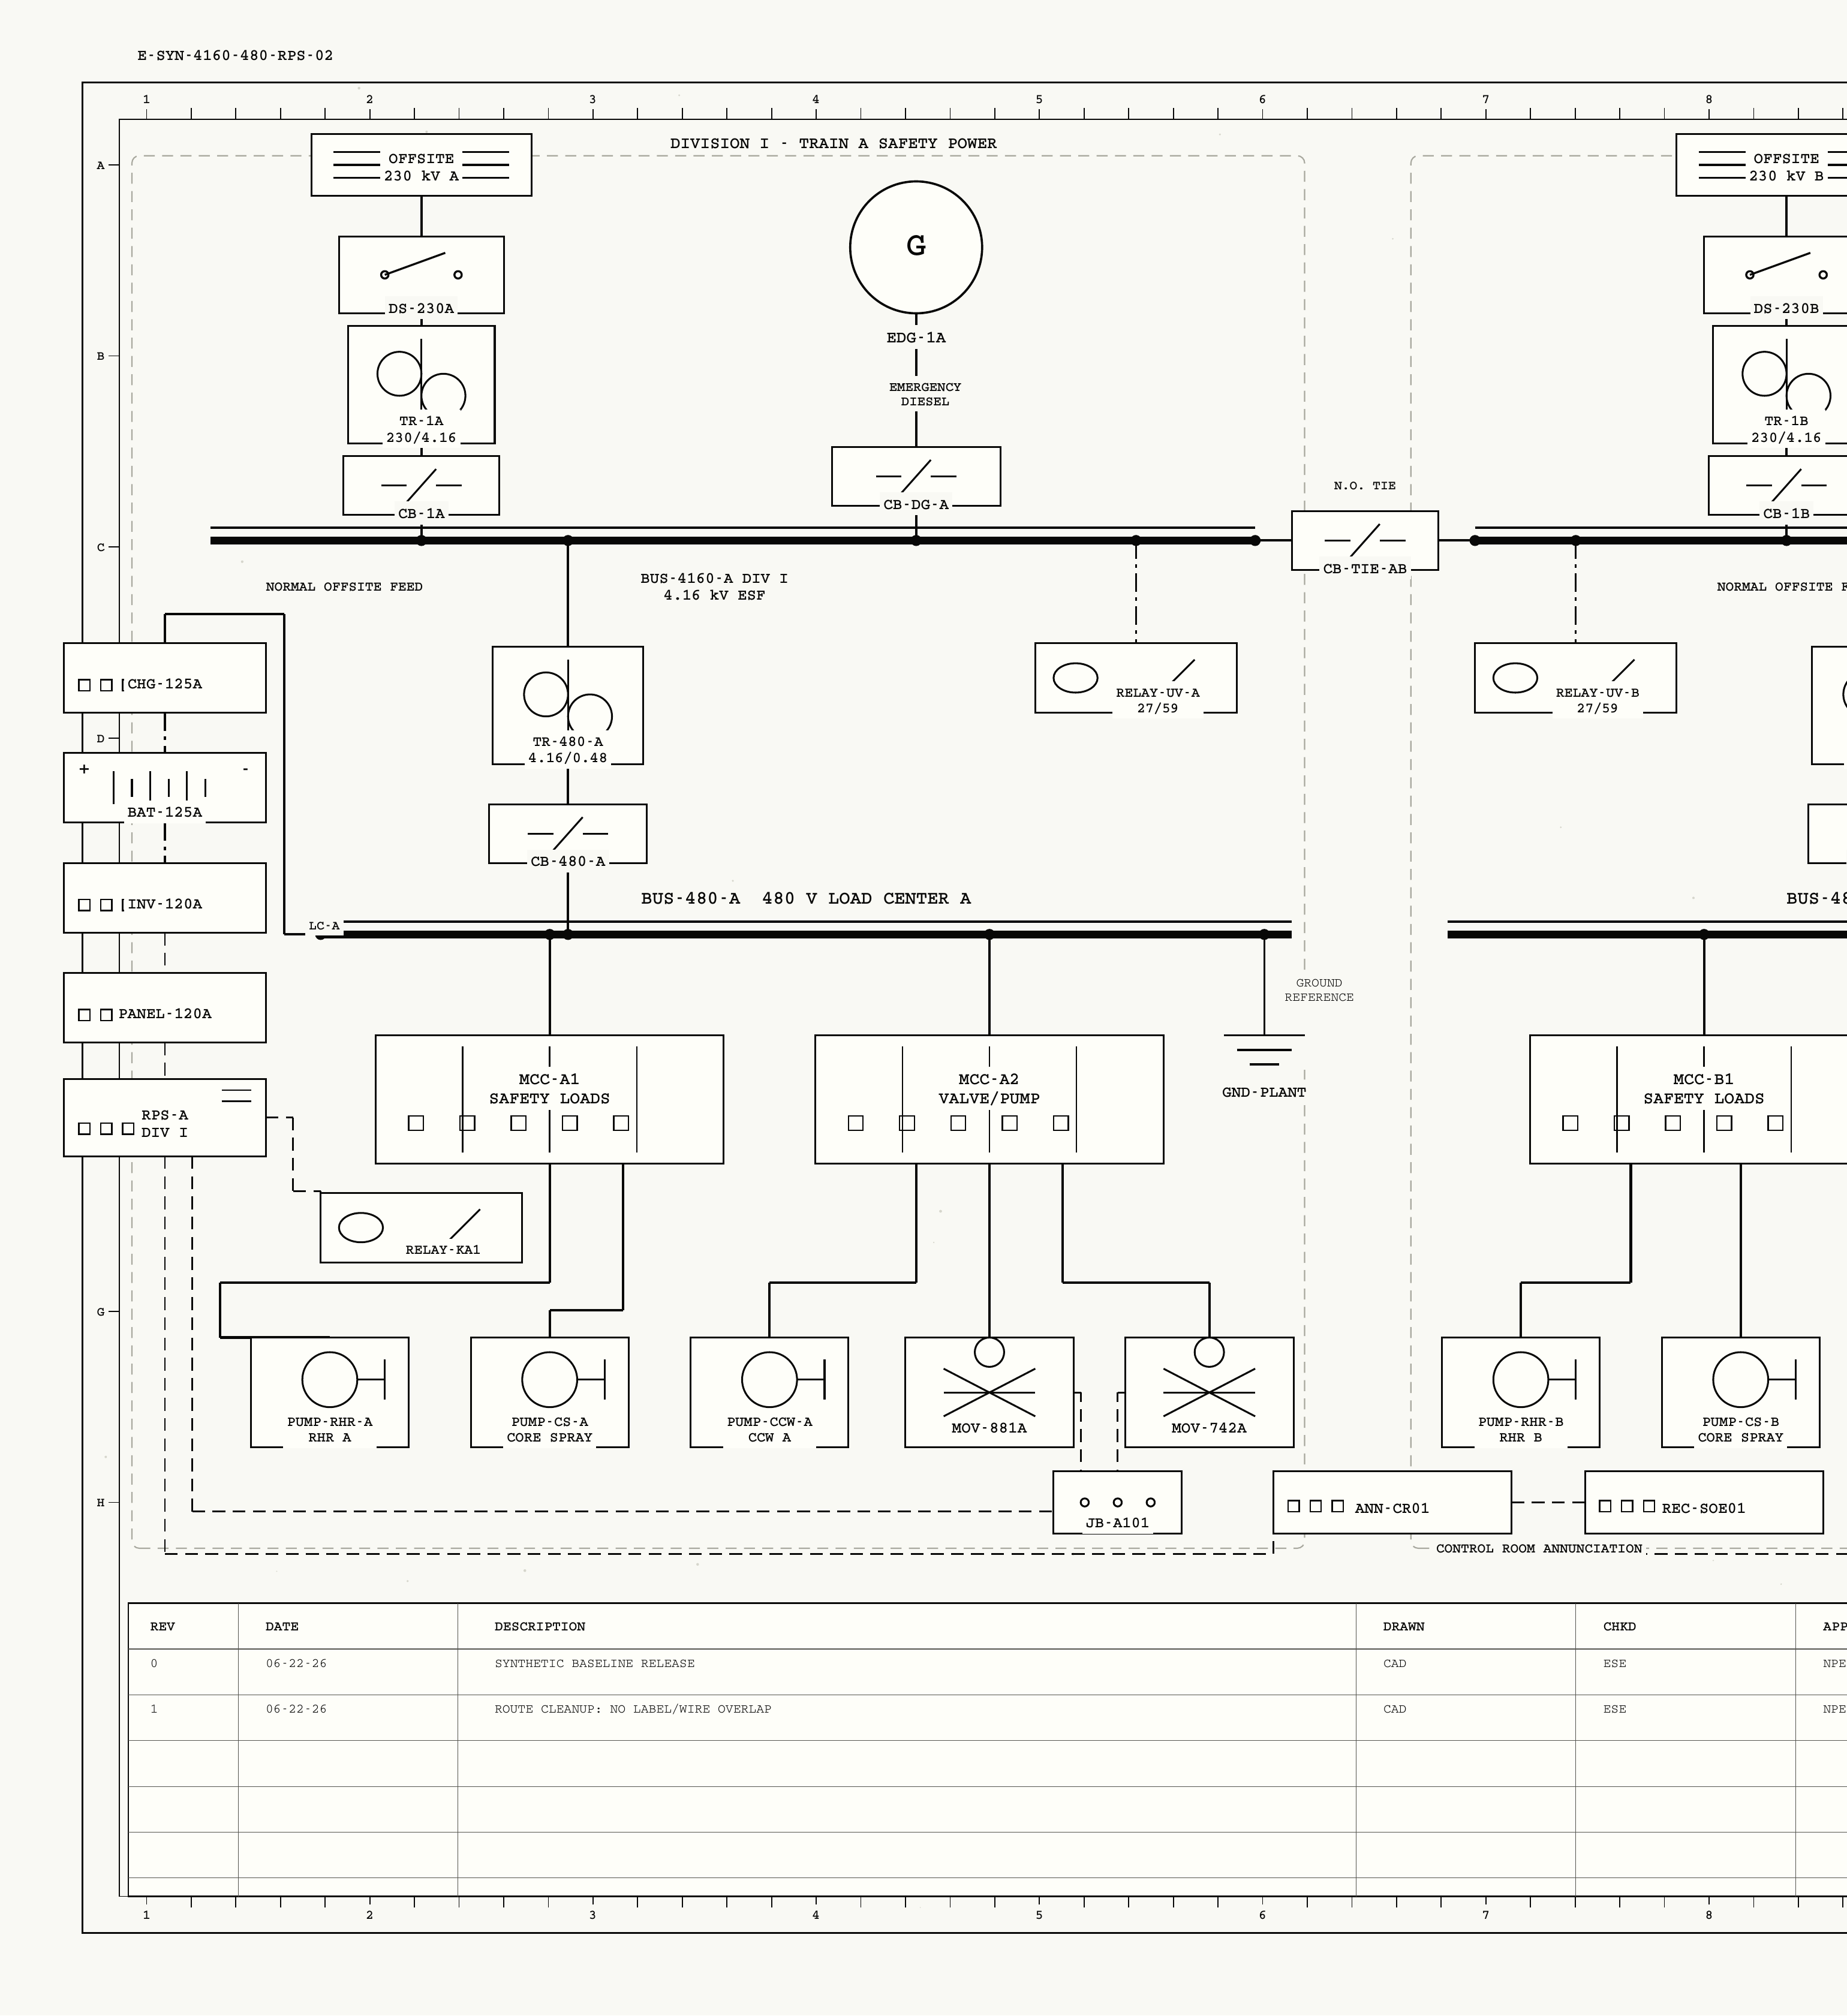 E-SYN-4160-480-RPS-02
1 2 3 4 5 6 7 8
A
OFFSITE
230 kV A
DIVISION I - TRAIN A SAFETY POWER
OFFSITE
230 kV B
G
DS-230A
DS-230B
EDG-1A
B
EMERGENCY
DIESEL
TR-1A
230/4.16
TR-1B
230/4.16
N.O. TIE
CB-DG-A
CB-1A
CB-1B
C
CB-TIE-AB
NORMAL OFFSITE FEED
BUS-4160-A DIV I
4.16 kV ESF
NORMAL OFFSITE F
CHG-125A
RELAY-UV-A
27/59
RELAY-UV-B
27/59
D
TR-480-A
4.16/0.48
+ -
BAT-125A
CB-480-A
INV-120A
BUS-480-A 480 V LOAD CENTER A
BUS-48
LC-A
GROUND
REFERENCE
PANEL-120A
MCC-A1
SAFETY LOADS
MCC-A2
VALVE/PUMP
GND-PLANT
MCC-B1
SAFETY LOADS
RPS-A
DIV I
RELAY-KA1
G
PUMP-RHR-A
RHR A
PUMP-CS-A
CORE SPRAY
PUMP-CCW-A
CCW A
MOV-881A
MOV-742A
PUMP-RHR-B
RHR B
PUMP-CS-B
CORE SPRAY
H
JB-A101
ANN-CR01
REC-SOE01
CONTROL ROOM ANNUNCIATION
REV DATE DESCRIPTION DRAWN CHKD APP
0 06-22-26 SYNTHETIC BASELINE RELEASE CAD ESE NPE
1 06-22-26 ROUTE CLEANUP: NO LABEL/WIRE OVERLAP CAD ESE NPE
1 2 3 4 5 6 7 8